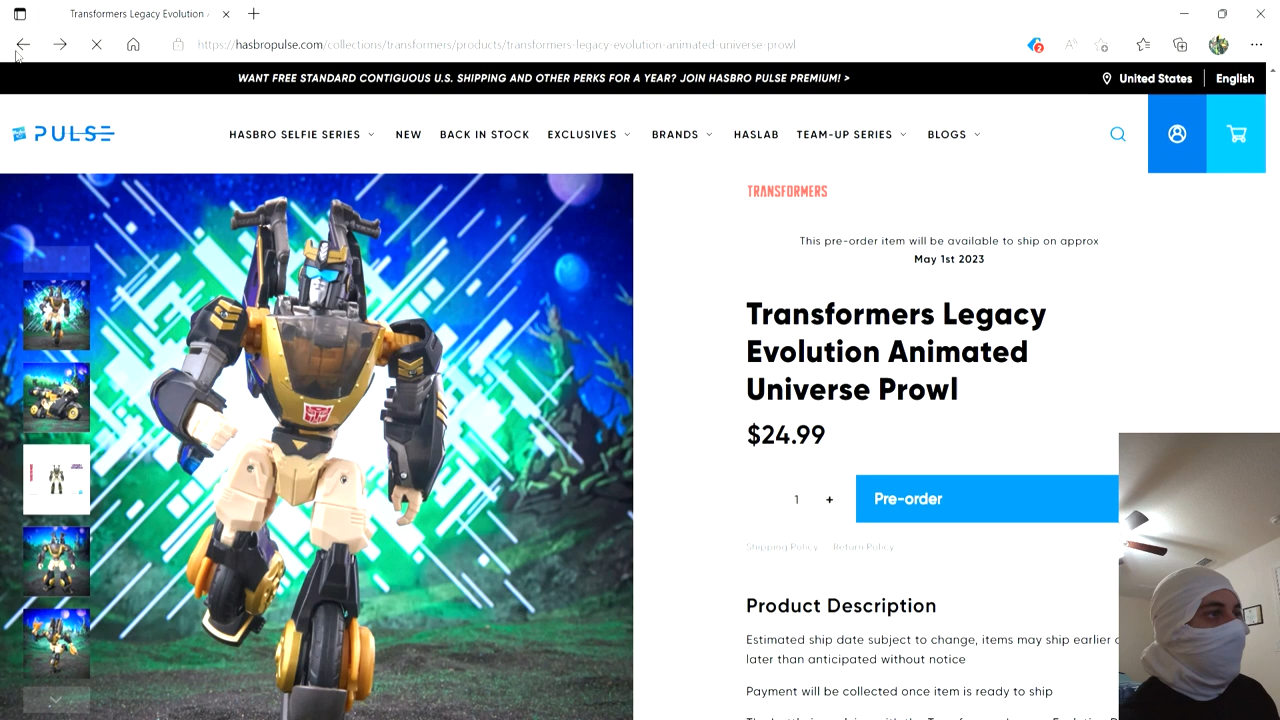 Transformers Legacy Evolution
https://hasbropulse.com/collections/transformers/products/transformers-legacy-evolution-animated-universe-prowl
2
WANT FREE STANDARD CONTIGUOUS U.S. SHIPPING AND OTHER PERKS FOR A YEAR? JOIN HASBRO PULSE PREMIUM! >
United States
English
PULSE
HASBRO SELFIE SERIES
NEW
BACK IN STOCK
EXCLUSIVES
BRANDS
HASLAB
TEAM-UP SERIES
BLOGS
TRANSFORMERS
This pre-order item will be available to ship on approx
May 1st 2023
Transformers Legacy
Evolution Animated
Universe Prowl
$24.99
1 +
Pre-order
Shipping Policy Return Policy
Product Description
Estimated ship date subject to change, items may ship earlier
later than anticipated without notice
Payment will be collected once item is ready to ship